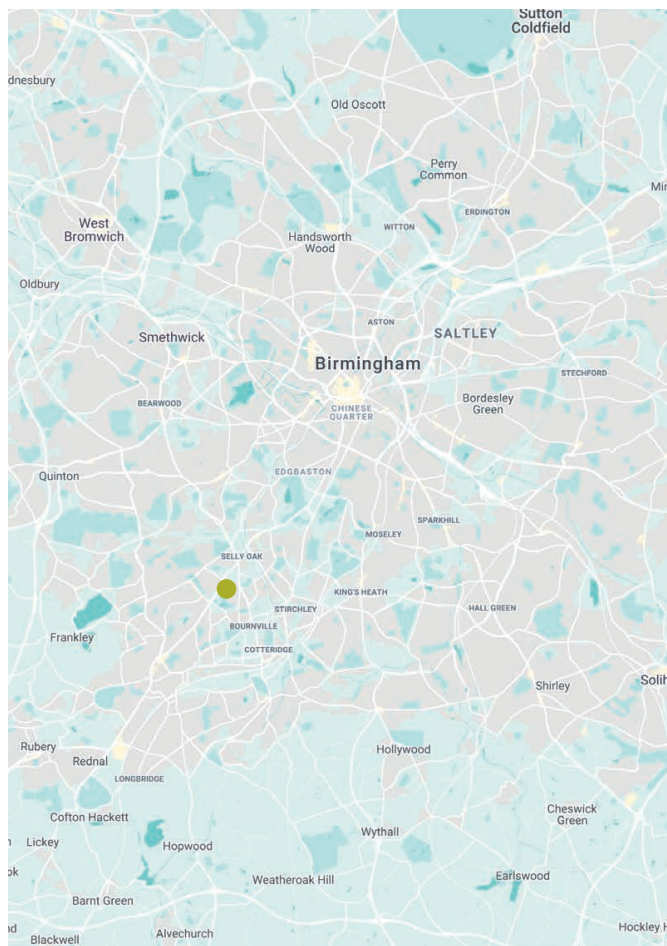 Sutton
Coldfield
dnesbury
Old Oscott
Perry
Common
Min
West
Bromwich
ERDINGTON
WITTON
Handsworth
Wood
Oldbury
ASTON
SALTLEY
Smethwick
Birmingham
STECHFORD
BEARWOOD
Bordesley
Green
CHINESE
QUARTER
EDGBASTON
Quinton
SPARKHILL
MOSELEY
SELLY OAK
KING'S HEATH
STIRCHLEY
HALL GREEN
BOURNVILLE
Frankley
COTTERIDGE
Solih
Shirley
Rubery
Hollywood
Rednal
LONGBRIDGE
Cheswick
Green
Cofton Hackett
Wythall
Lickey
Hopwood
ok
Earlswood
Weatheroak Hill
Barnt Green
Hockley H
nd
Alvechurch
Blackwell